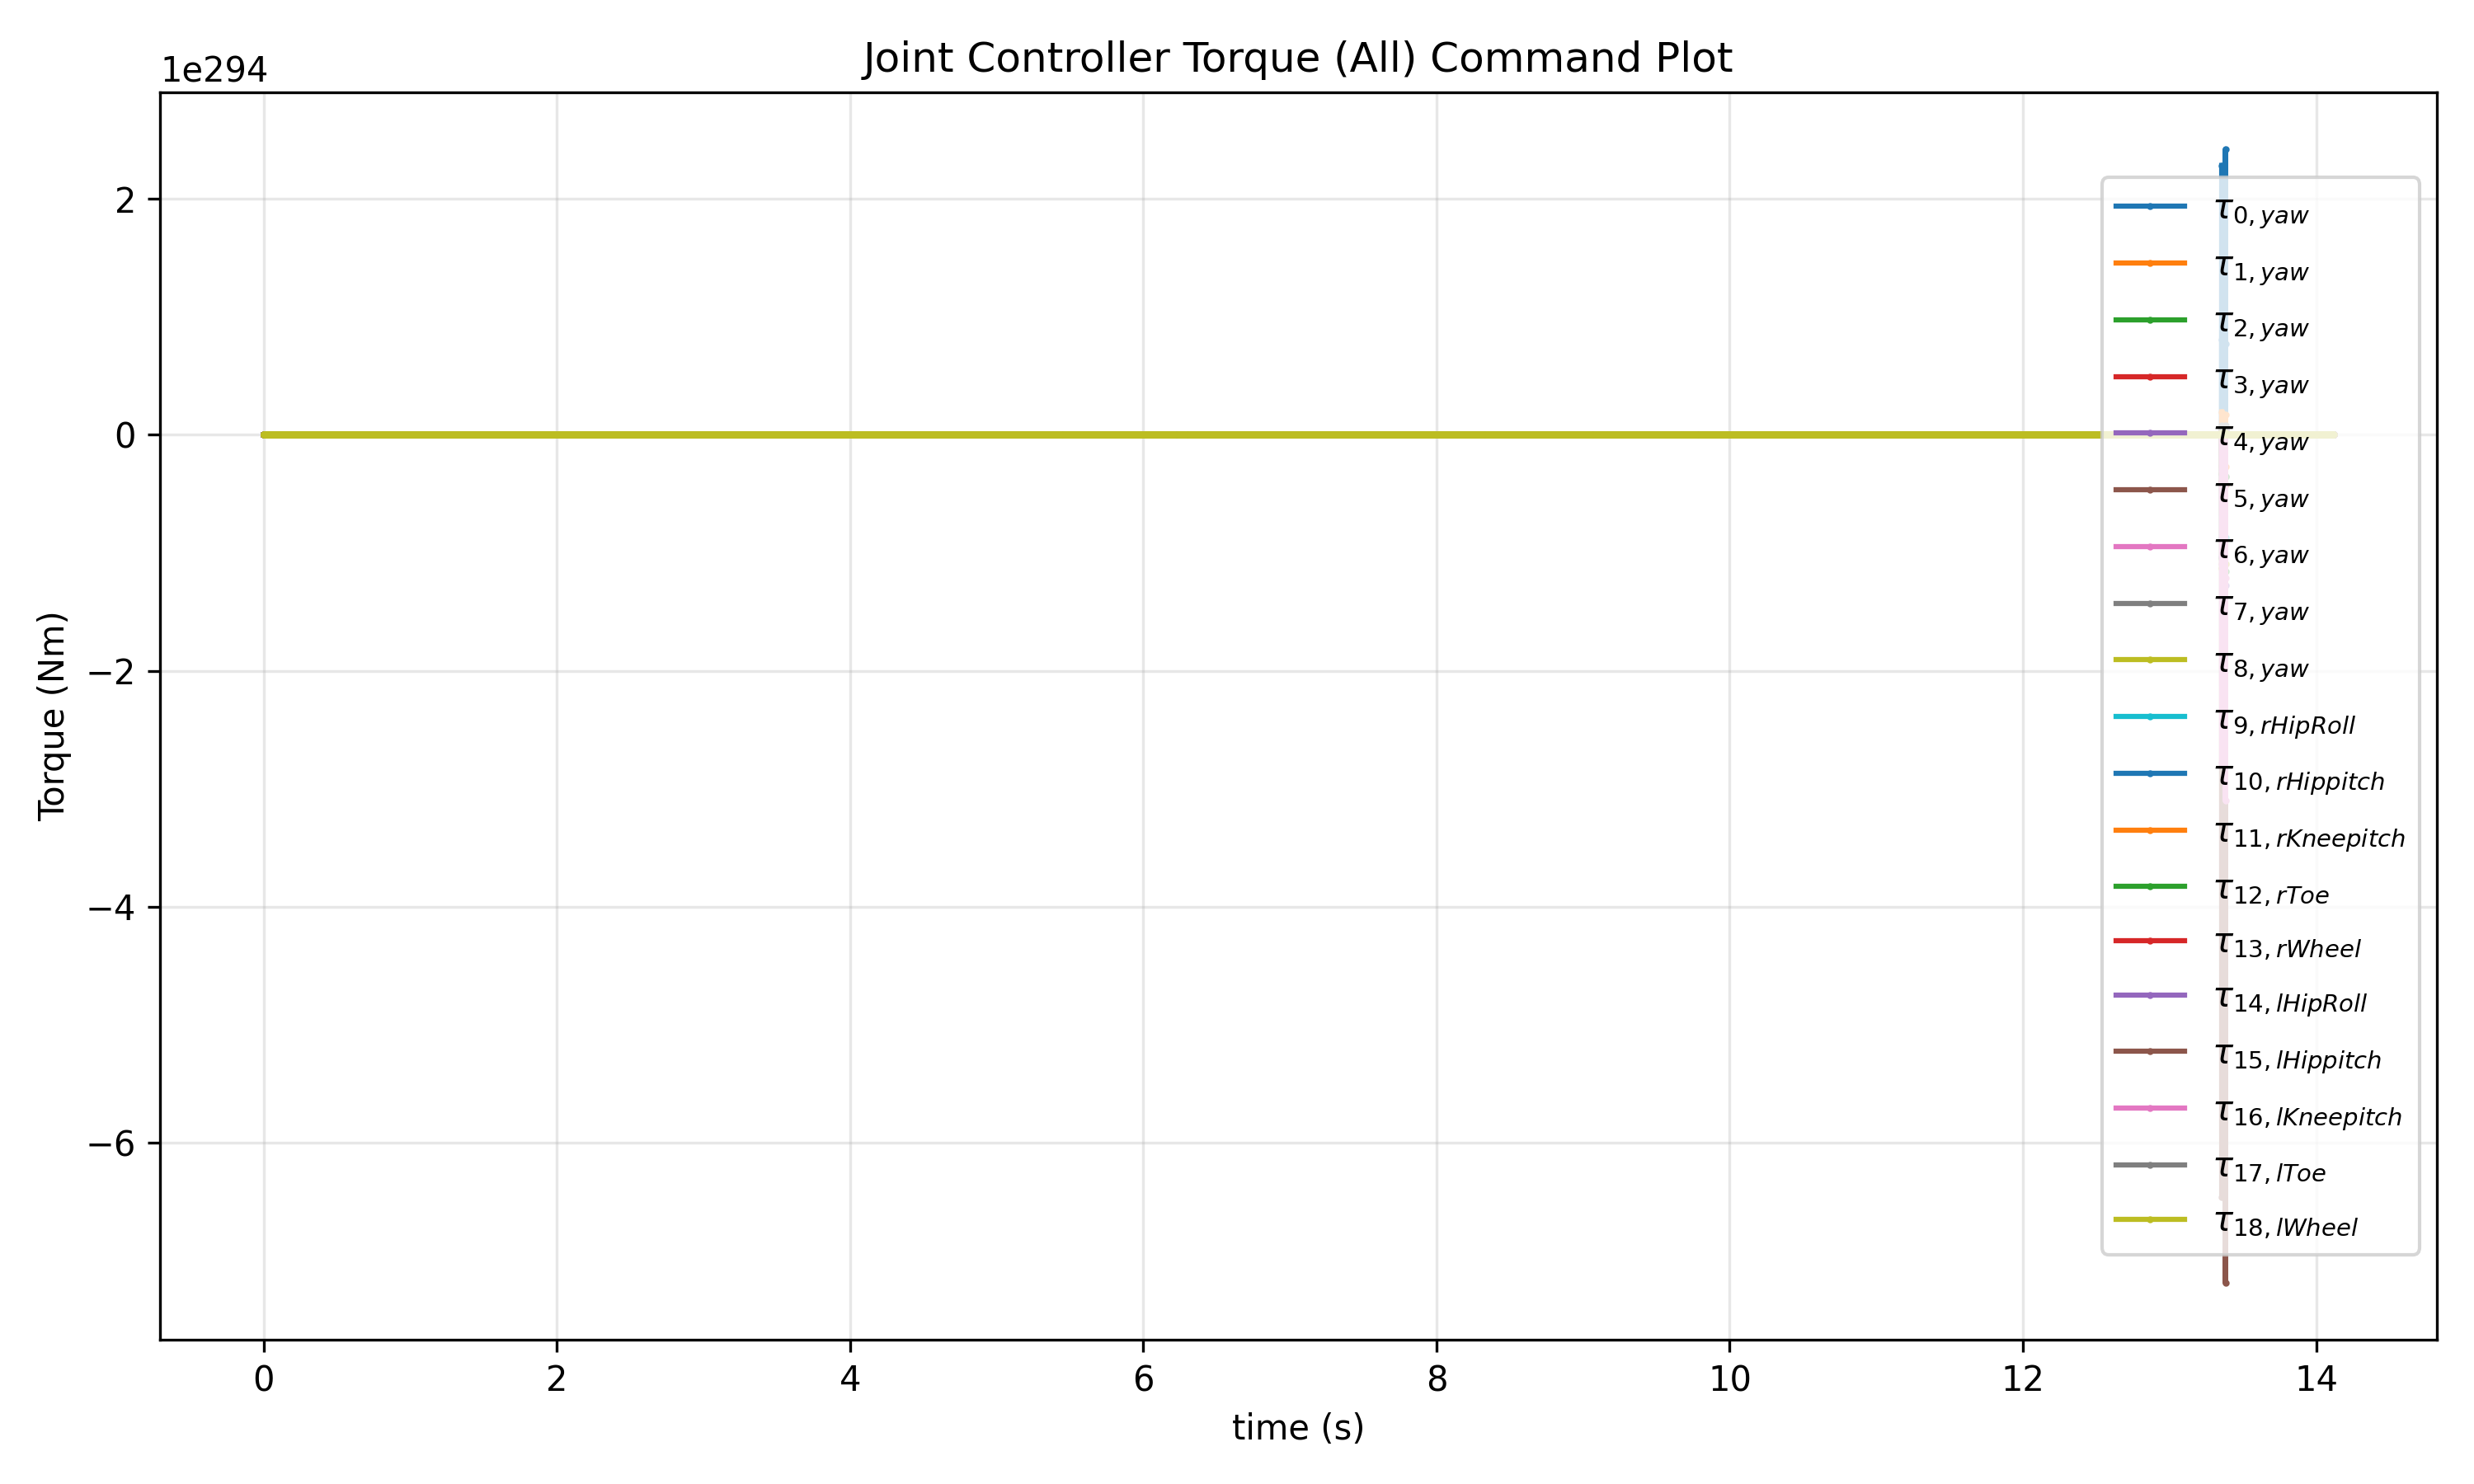 Joint Controller Torque (All) Command Plot
1e294
2
0
−2
−4
−6
Torque (Nm)
0 2 4 6 8 10 12 14
time (s)
τ0, yaw
τ1, yaw
τ2, yaw
τ3, yaw
τ4, yaw
τ5, yaw
τ6, yaw
τ7, yaw
τ8, yaw
τ9, rHipRoll
τ10, rHippitch
τ11, rKneepitch
τ12, rToe
τ13, rWheel
τ14, lHipRoll
τ15, lHippitch
τ16, lKneepitch
τ17, lToe
τ18, lWheel